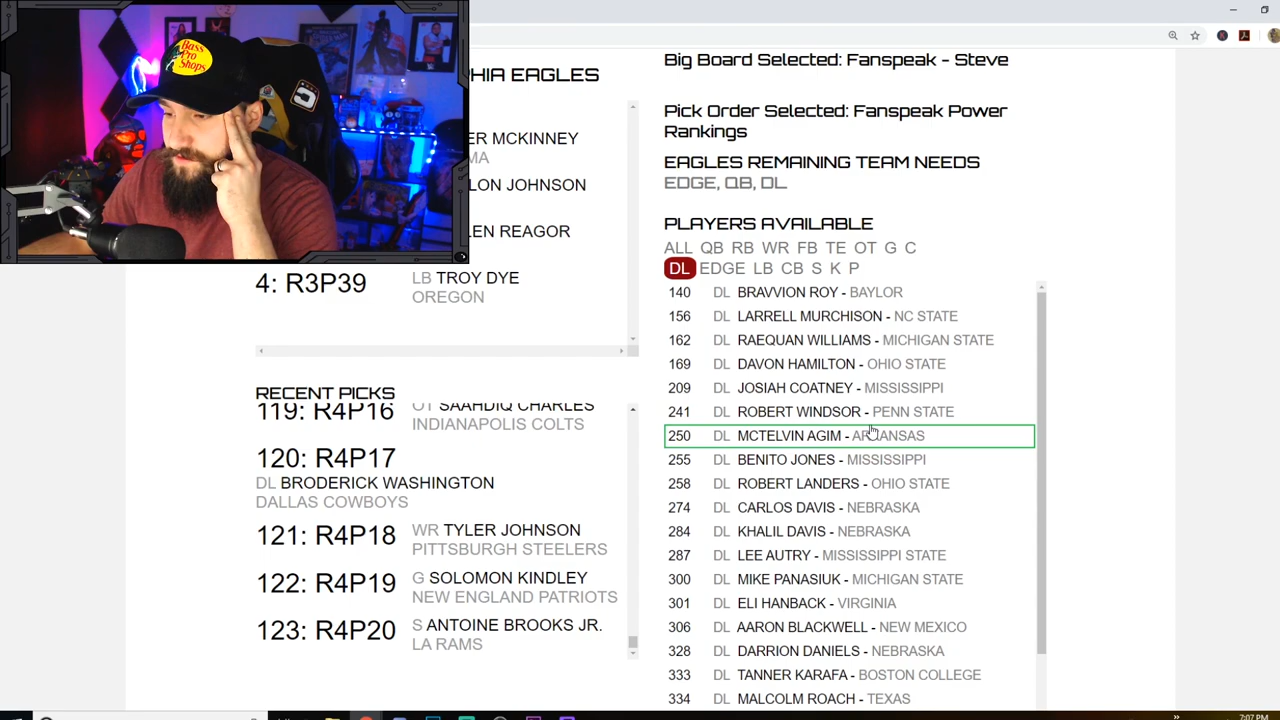 Bass
Pro
Shops
HIA EAGLES
ER MCKINNEY
MA
LON JOHNSON
LEN REAGOR
4: R3P39
LB TROY DYE
OREGON
RECENT PICKS
119: R4P16
OT SAAHDIQ CHARLES
INDIANAPOLIS COLTS
120: R4P17
DL BRODERICK WASHINGTON
DALLAS COWBOYS
121: R4P18
WR TYLER JOHNSON
PITTSBURGH STEELERS
122: R4P19
G SOLOMON KINDLEY
NEW ENGLAND PATRIOTS
123: R4P20
S ANTOINE BROOKS JR.
LA RAMS
Big Board Selected: Fanspeak - Steve
Pick Order Selected: Fanspeak Power
Rankings
EAGLES REMAINING TEAM NEEDS
EDGE, QB, DL
PLAYERS AVAILABLE
ALL QB RB WR FB TE OT G C
DL EDGE LB CB S K P
140 DL BRAVVION ROY - BAYLOR
156 DL LARRELL MURCHISON - NC STATE
162 DL RAEQUAN WILLIAMS - MICHIGAN STATE
169 DL DAVON HAMILTON - OHIO STATE
209 DL JOSIAH COATNEY - MISSISSIPPI
241 DL ROBERT WINDSOR - PENN STATE
250 DL MCTELVIN AGIM - ARKANSAS
255 DL BENITO JONES - MISSISSIPPI
258 DL ROBERT LANDERS - OHIO STATE
274 DL CARLOS DAVIS - NEBRASKA
284 DL KHALIL DAVIS - NEBRASKA
287 DL LEE AUTRY - MISSISSIPPI STATE
300 DL MIKE PANASIUK - MICHIGAN STATE
301 DL ELI HANBACK - VIRGINIA
306 DL AARON BLACKWELL - NEW MEXICO
328 DL DARRION DANIELS - NEBRASKA
333 DL TANNER KARAFA - BOSTON COLLEGE
334 DL MALCOLM ROACH - TEXAS
7:07 PM